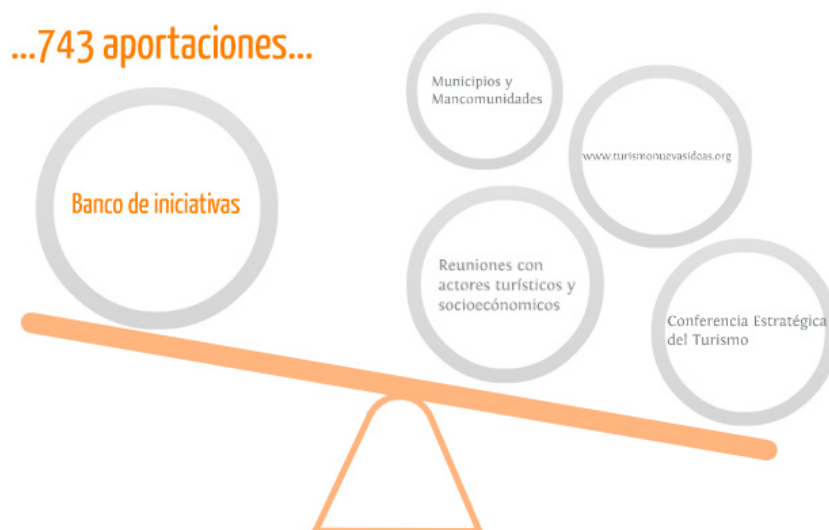 ...743 aportaciones...
Municipios y
Mancomunidades
www.turismonuevasideas.org
Banco de iniciativas
Reuniones con
actores turísticos y
socioecónomicos
Conferencia Estratégica
del Turismo